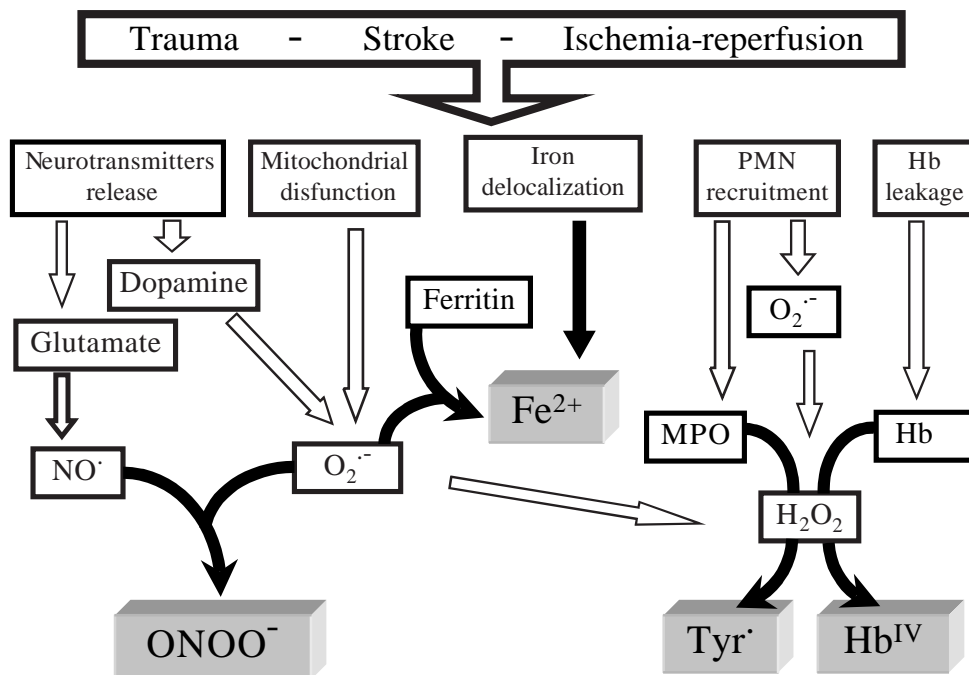 Trauma - Stroke - Ischemia-reperfusion
Neurotransmitters
release
Mitochondrial
disfunction
Iron
delocalization
PMN
recruitment
Hb
leakage
Dopamine
Ferritin
O₂·⁻
Glutamate
Fe²⁺
MPO
Hb
NO·
O₂·⁻
H₂O₂
ONOO⁻
Tyr·
Hbᴵⱽ